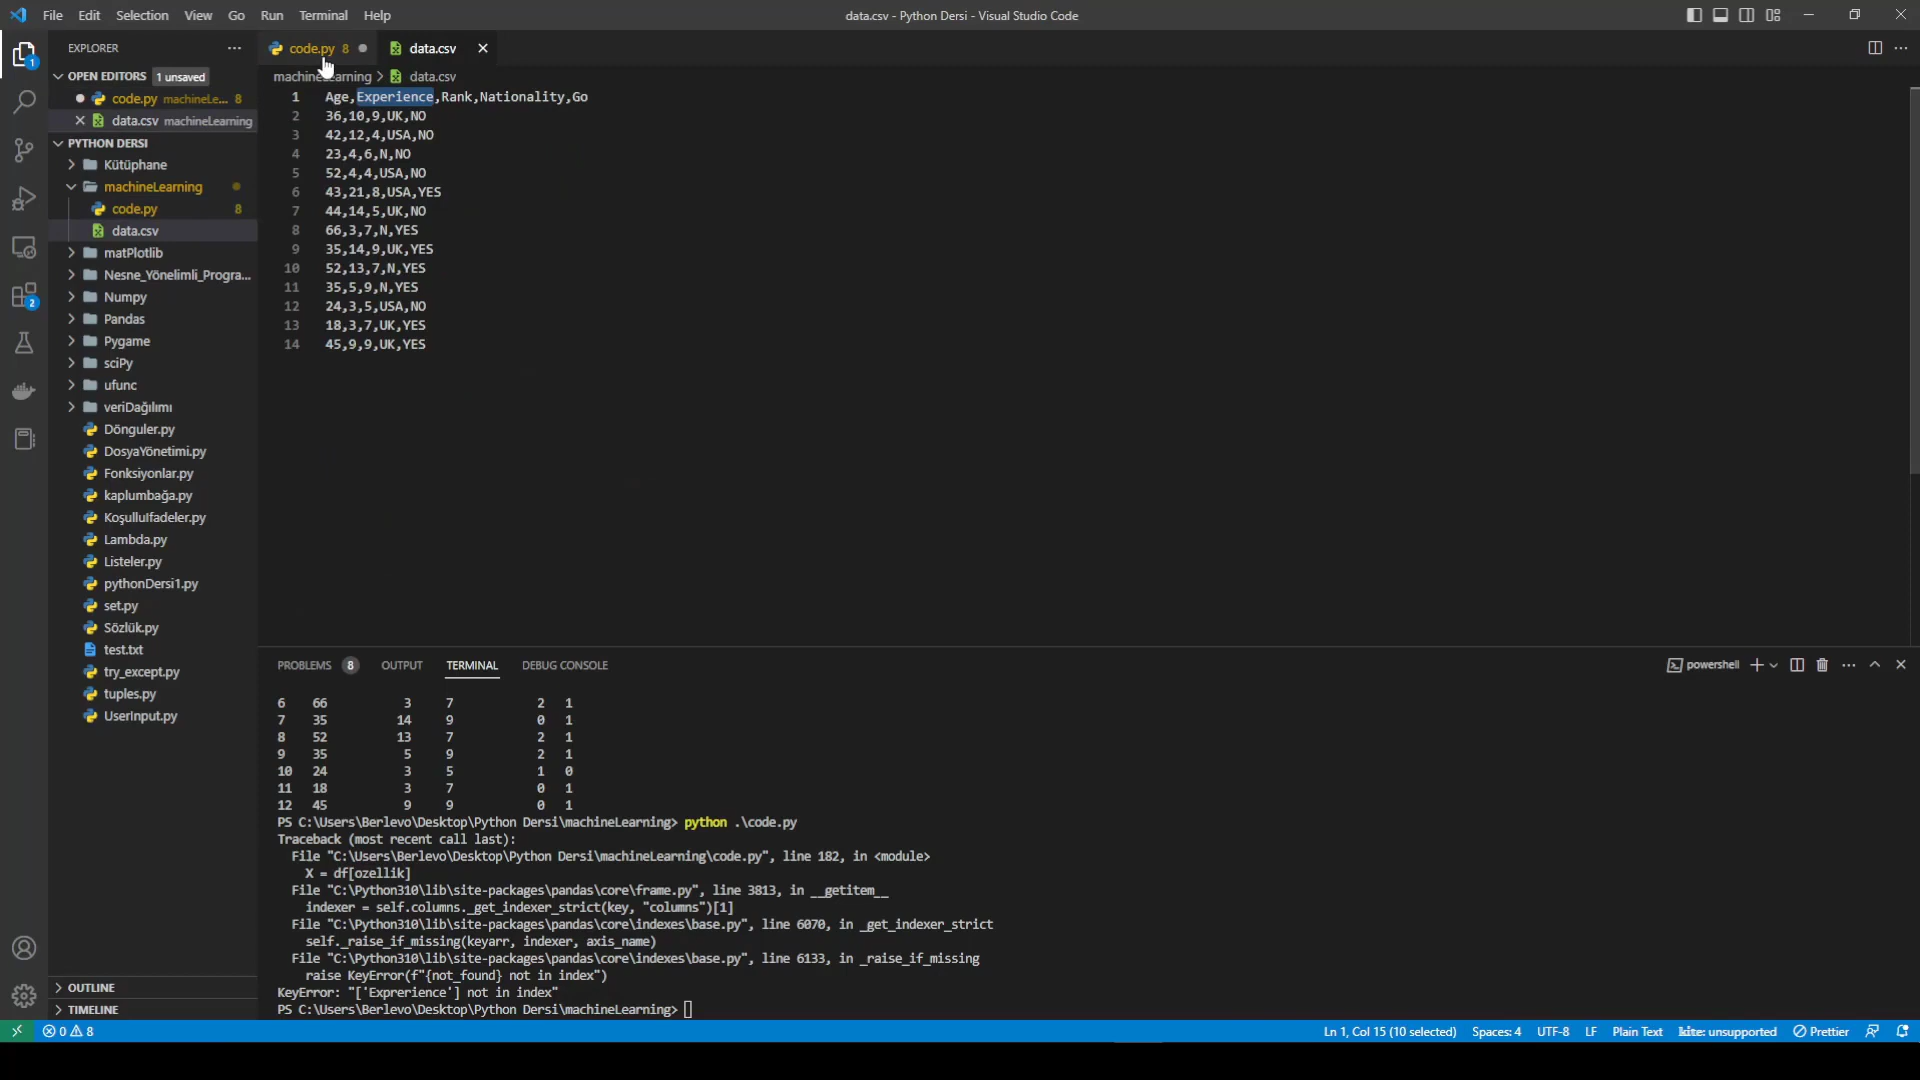 File Edit Selection View Go Run Terminal Help
data.csv - Python Dersi - Visual Studio Code
EXPLORER
OPEN EDITORS 1 unsaved
code.py machineLe... 8
data.csv machineLearning
PYTHON DERSI
Kütüphane
machineLearning
code.py 8
data.csv
matPlotlib
Nesne_Yönelimli_Progra...
Numpy
Pandas
Pygame
sciPy
ufunc
veriDağılımı
Dönguler.py
DosyaYönetimi.py
Fonksiyonlar.py
kaplumbağa.py
KoşulluIfadeler.py
Lambda.py
Listeler.py
pythonDersi1.py
set.py
Sözlük.py
test.txt
try_except.py
tuples.py
UserInput.py
OUTLINE
TIMELINE
1
2
code.py 8 data.csv
machineLearning > data.csv
1 Age,Experience,Rank,Nationality,Go
2 36,10,9,UK,NO
3 42,12,4,USA,NO
4 23,4,6,N,NO
5 52,4,4,USA,NO
6 43,21,8,USA,YES
7 44,14,5,UK,NO
8 66,3,7,N,YES
9 35,14,9,UK,YES
10 52,13,7,N,YES
11 35,5,9,N,YES
12 24,3,5,USA,NO
13 18,3,7,UK,YES
14 45,9,9,UK,YES
PROBLEMS 8 OUTPUT TERMINAL DEBUG CONSOLE
powershell
6 66 3 7 2 1
7 35 14 9 0 1
8 52 13 7 2 1
9 35 5 9 2 1
10 24 3 5 1 0
11 18 3 7 0 1
12 45 9 9 0 1
PS C:\Users\Berlevo\Desktop\Python Dersi\machineLearning> python .\code.py
Traceback (most recent call last):
File "C:\Users\Berlevo\Desktop\Python Dersi\machineLearning\code.py", line 182, in <module>
X = df[ozellik]
File "C:\Python310\lib\site-packages\pandas\core\frame.py", line 3813, in __getitem__
indexer = self.columns._get_indexer_strict(key, "columns")[1]
File "C:\Python310\lib\site-packages\pandas\core\indexes\base.py", line 6070, in _get_indexer_strict
self._raise_if_missing(keyarr, indexer, axis_name)
File "C:\Python310\lib\site-packages\pandas\core\indexes\base.py", line 6133, in _raise_if_missing
raise KeyError(f"{not_found} not in index")
KeyError: "['Exprerience'] not in index"
PS C:\Users\Berlevo\Desktop\Python Dersi\machineLearning>
0 8
Ln 1, Col 15 (10 selected) Spaces: 4 UTF-8 LF Plain Text kite: unsupported Prettier